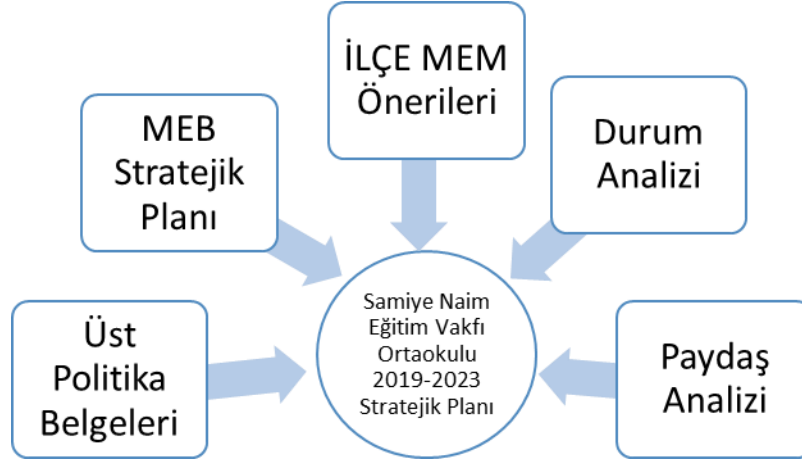 İLÇE MEM
Önerileri
MEB
Stratejik
Planı
Durum
Analizi
Üst
Politika
Belgeleri
Samiye Naim
Eğitim Vakfı
Ortaokulu
2019-2023
Stratejik Planı
Paydaş
Analizi